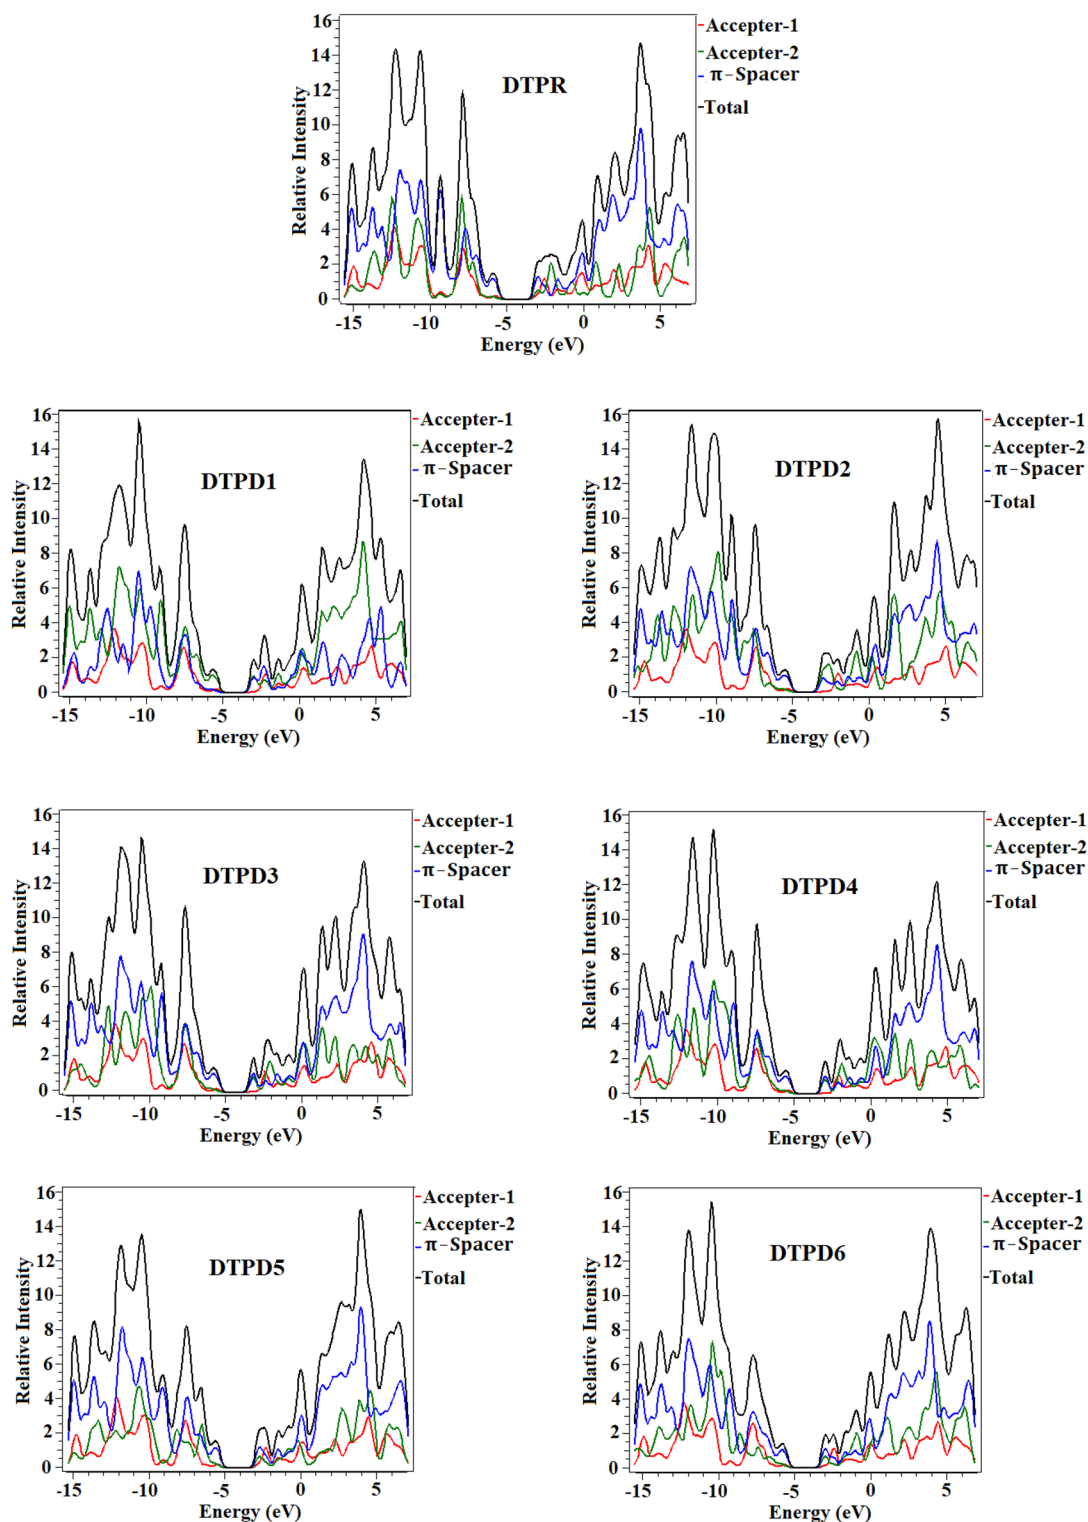 16
14
12
10
8
6
4
2
0
Relative Intensity
DTPR
Accepter-1
Accepter-2
π-Spacer
Total
-15 -10 -5 0 5
Energy (eV)
16
14
12
10
8
6
4
2
0
Relative Intensity
DTPD1
Accepter-1
Accepter-2
π-Spacer
Total
-15 -10 -5 0 5
Energy (eV)
16
14
12
10
8
6
4
2
0
Relative Intensity
DTPD2
Accepter-1
Accepter-2
π-Spacer
Total
-15 -10 -5 0 5
Energy (eV)
16
14
12
10
8
6
4
2
0
Relative Intensity
DTPD3
Accepter-1
Accepter-2
π-Spacer
Total
-15 -10 -5 0 5
Energy (eV)
16
14
12
10
8
6
4
2
0
Relative Intensity
DTPD4
Accepter-1
Accepter-2
π-Spacer
Total
-15 -10 -5 0 5
Energy (eV)
16
14
12
10
8
6
4
2
0
Relative Intensity
DTPD5
Accepter-1
Accepter-2
π-Spacer
Total
-15 -10 -5 0 5
Energy (eV)
16
14
12
10
8
6
4
2
0
Relative Intensity
DTPD6
Accepter-1
Accepter-2
π-Spacer
Total
-15 -10 -5 0 5
Energy (eV)